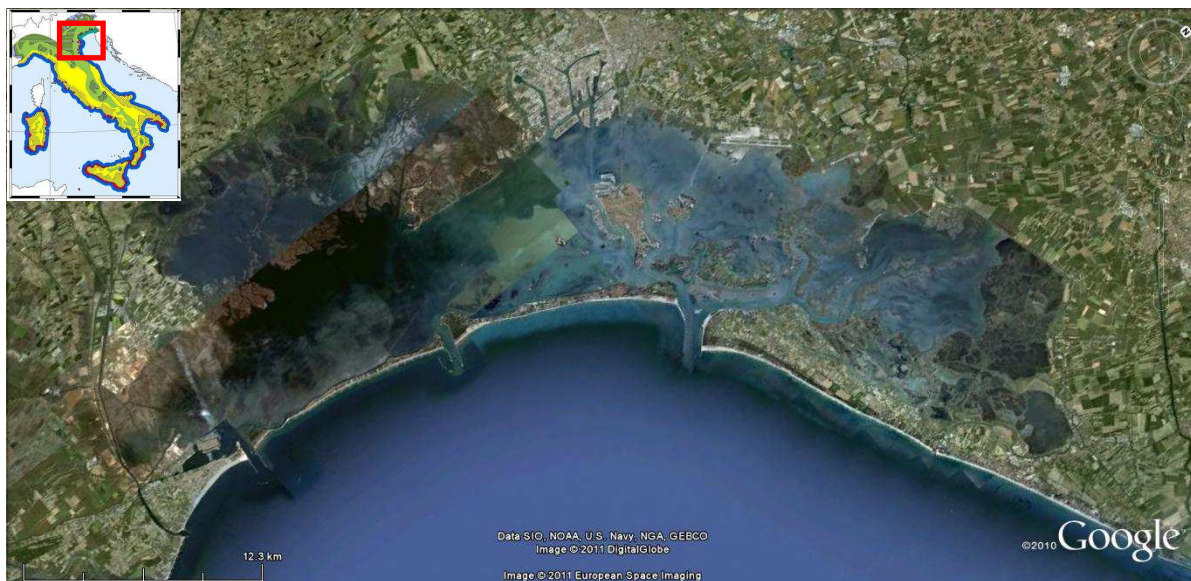 N
Data SIO, NOAA, U.S. Navy, NGA, GEBCO
Image © 2011 DigitalGlobe
©2010 Google
12.3 km
Image © 2011 European Space Imaging